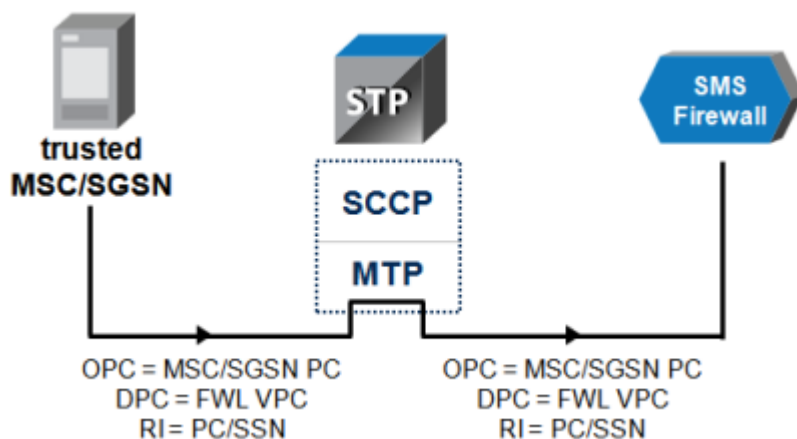 trusted
MSC/SGSN
STP
SCCP
MTP
SMS
Firewall
OPC = MSC/SGSN PC
DPC = FWL VPC
RI = PC/SSN
OPC = MSC/SGSN PC
DPC = FWL VPC
RI = PC/SSN